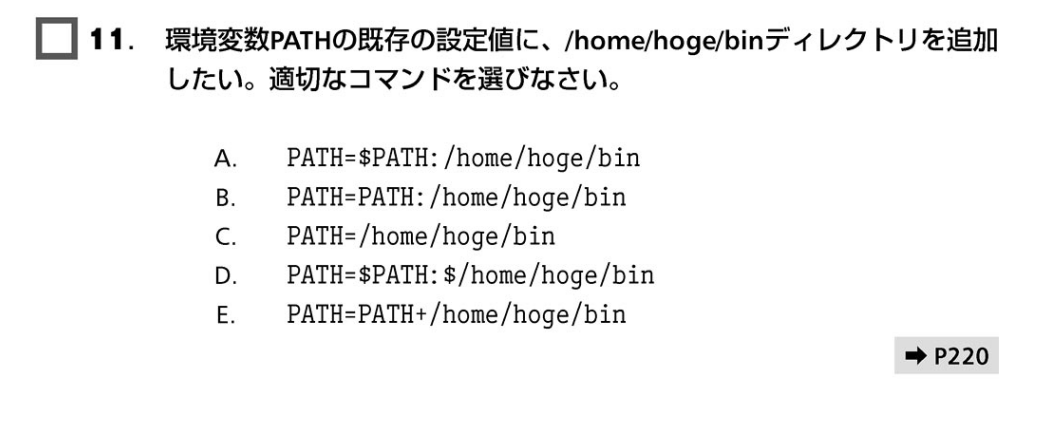 11. 環境変数PATHの既存の設定値に、/home/hoge/binディレクトリを追加
したい。適切なコマンドを選びなさい。
A. PATH=$PATH:/home/hoge/bin
B. PATH=PATH:/home/hoge/bin
C. PATH=/home/hoge/bin
D. PATH=$PATH:$/home/hoge/bin
E. PATH=PATH+/home/hoge/bin
➡ P220